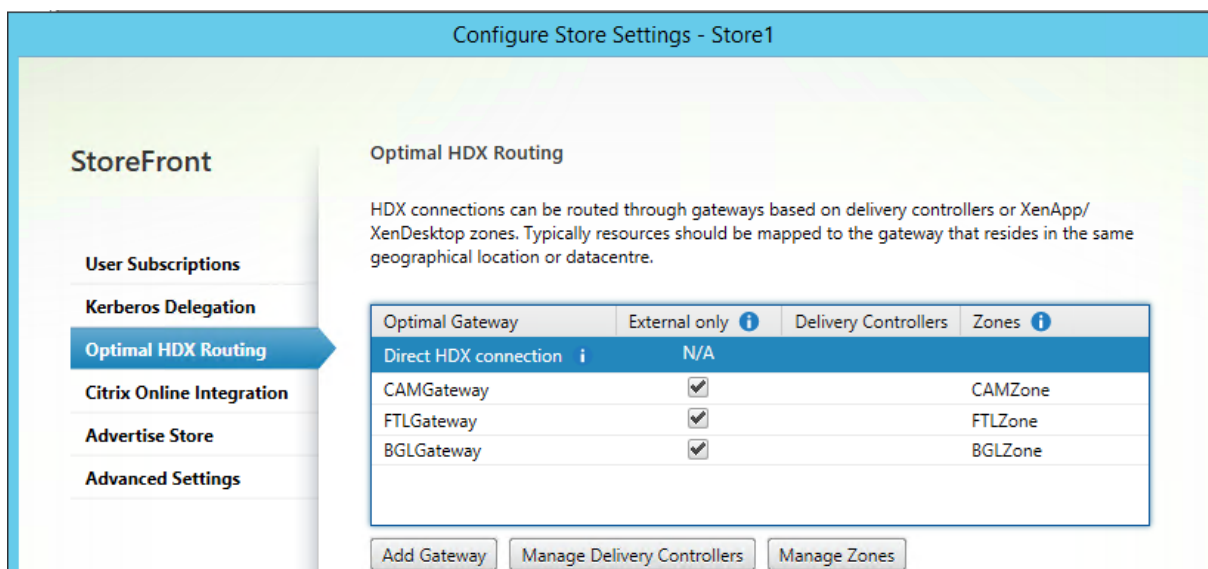 Configure Store Settings - Store1
StoreFront
User Subscriptions
Kerberos Delegation
Optimal HDX Routing
Citrix Online Integration
Advertise Store
Advanced Settings
Optimal HDX Routing
HDX connections can be routed through gateways based on delivery controllers or XenApp/
XenDesktop zones. Typically resources should be mapped to the gateway that resides in the same
geographical location or datacentre.
Optimal Gateway External only i Delivery Controllers Zones i
Direct HDX connection i N/A
CAMGateway CAMZone
FTLGateway FTLZone
BGLGateway BGLZone
Add Gateway Manage Delivery Controllers Manage Zones